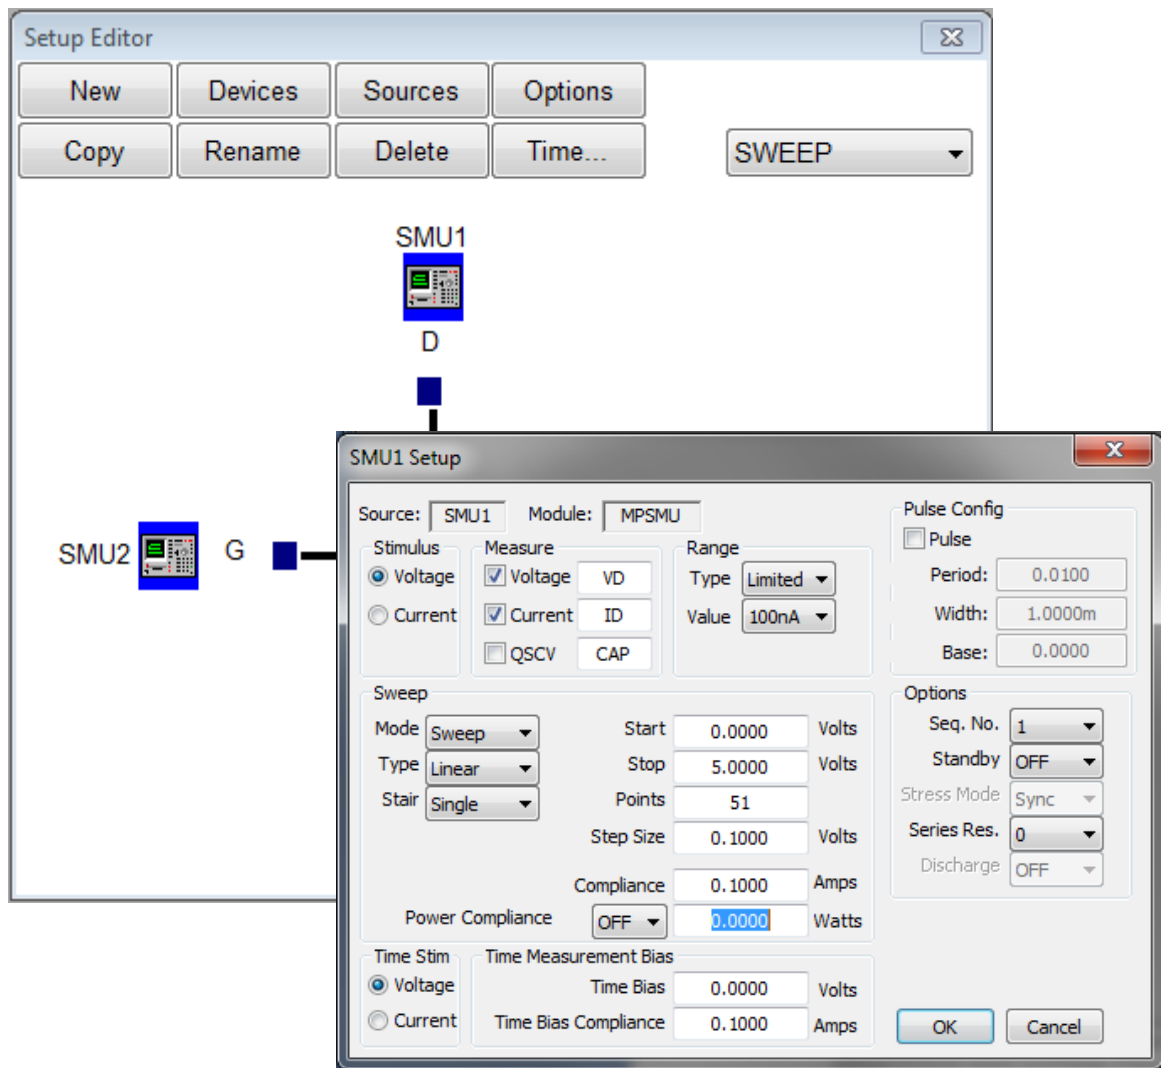 Setup Editor
New Devices Sources Options
Copy Rename Delete Time... SWEEP
SMU1
D
SMU2 G
SMU1 Setup
Source: SMU1 Module: MPSMU
Stimulus Measure Range
Voltage Voltage VD Type Limited
Current Current ID Value 100nA
QSCV CAP
Pulse Config
Pulse
Period: 0.0100
Width: 1.0000m
Base: 0.0000
Sweep
Mode Sweep Start 0.0000 Volts
Type Linear Stop 5.0000 Volts
Stair Single Points 51
Step Size 0.1000 Volts
Compliance 0.1000 Amps
Power Compliance OFF 0.0000 Watts
Options
Seq. No. 1
Standby OFF
Stress Mode Sync
Series Res. 0
Discharge OFF
Time Stim Time Measurement Bias
Voltage Time Bias 0.0000 Volts
Current Time Bias Compliance 0.1000 Amps
OK Cancel